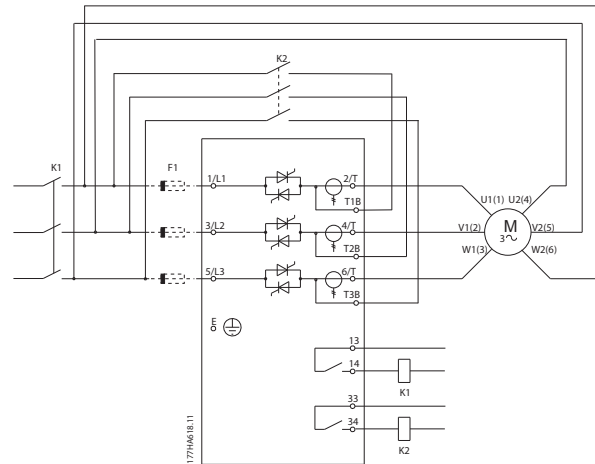 K2
K1
F1
1/L1
2/T
T1B
3/L2
4/T
T2B
5/L3
6/T
T3B
U1(1)
U2(4)
V1(2)
M
3
V2(5)
W1(3)
W2(6)
E
13
14
K1
33
34
K2
177HA618.11